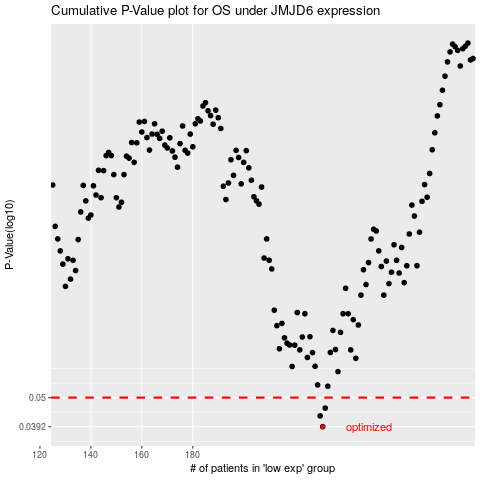 Cumulative P-Value plot for OS under JMJD6 expression
P-Value(log10)
0.05
0.0392
optimized
120 140 160 180
# of patients in 'low exp' group